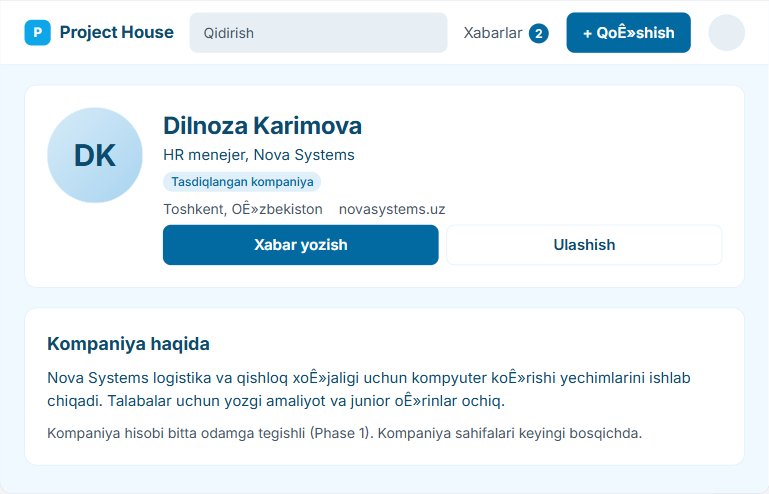 P Project House Qidirish Xabarlar 2 + QoÊ»shish
DK
Dilnoza Karimova
HR menejer, Nova Systems
Tasdiqlangan kompaniya
Toshkent, OÊ»zbekiston novasystems.uz
Xabar yozish Ulashish
Kompaniya haqida
Nova Systems logistika va qishloq xoÊ»jaligi uchun kompyuter koÊ»rishi yechimlarini ishlab
chiqadi. Talabalar uchun yozgi amaliyot va junior oÊ»rinlar ochiq.
Kompaniya hisobi bitta odamga tegishli (Phase 1). Kompaniya sahifalari keyingi bosqichda.